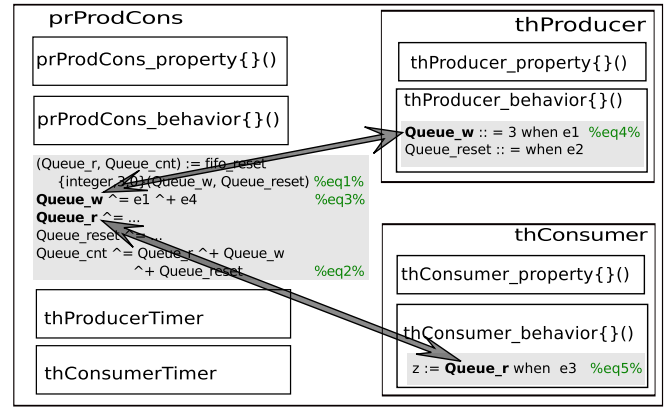 prProdCons
prProdCons_property{}()
prProdCons_behavior{}()
(Queue_r, Queue_cnt) := fifo_reset
{integer,3,0}(Queue_w, Queue_reset) %eq1%
Queue_w ^= e1 ^+ e4 %eq3%
Queue_r ^= ...
Queue_reset ^= ...
Queue_cnt ^= Queue_r ^+ Queue_w
^+ Queue_reset %eq2%
thProducerTimer
thConsumerTimer
thProducer
thProducer_property{}()
thProducer_behavior{}()
Queue_w :: = 3 when e1 %eq4%
Queue_reset :: = when e2
thConsumer
thConsumer_property{}()
thConsumer_behavior{}()
z := Queue_r when e3 %eq5%